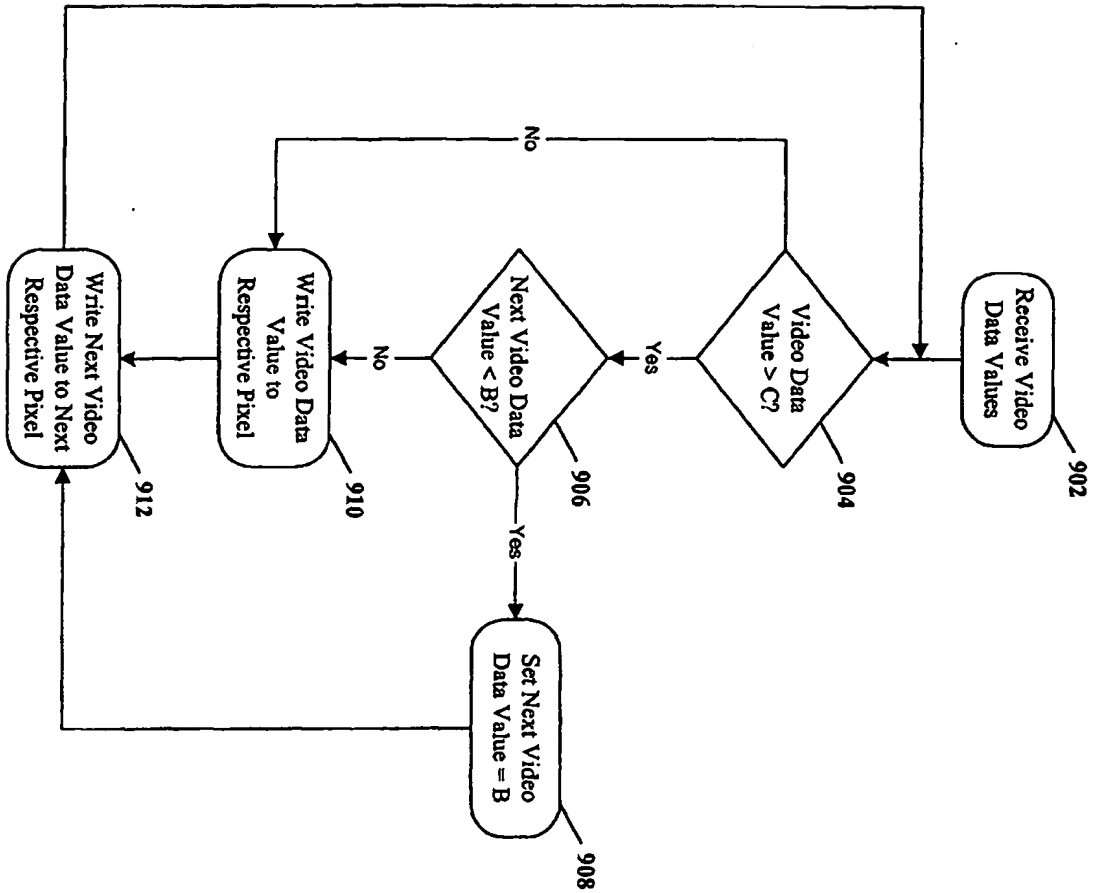 Receive Video
Data Values
902
Video Data
Value > C?
904
Yes
No
Next Video Data
Value < B?
906
Yes
No
Set Next Video
Data Value = B
908
Write Video Data
Value to
Respective Pixel
910
Write Next Video
Data Value to Next
Respective Pixel
912